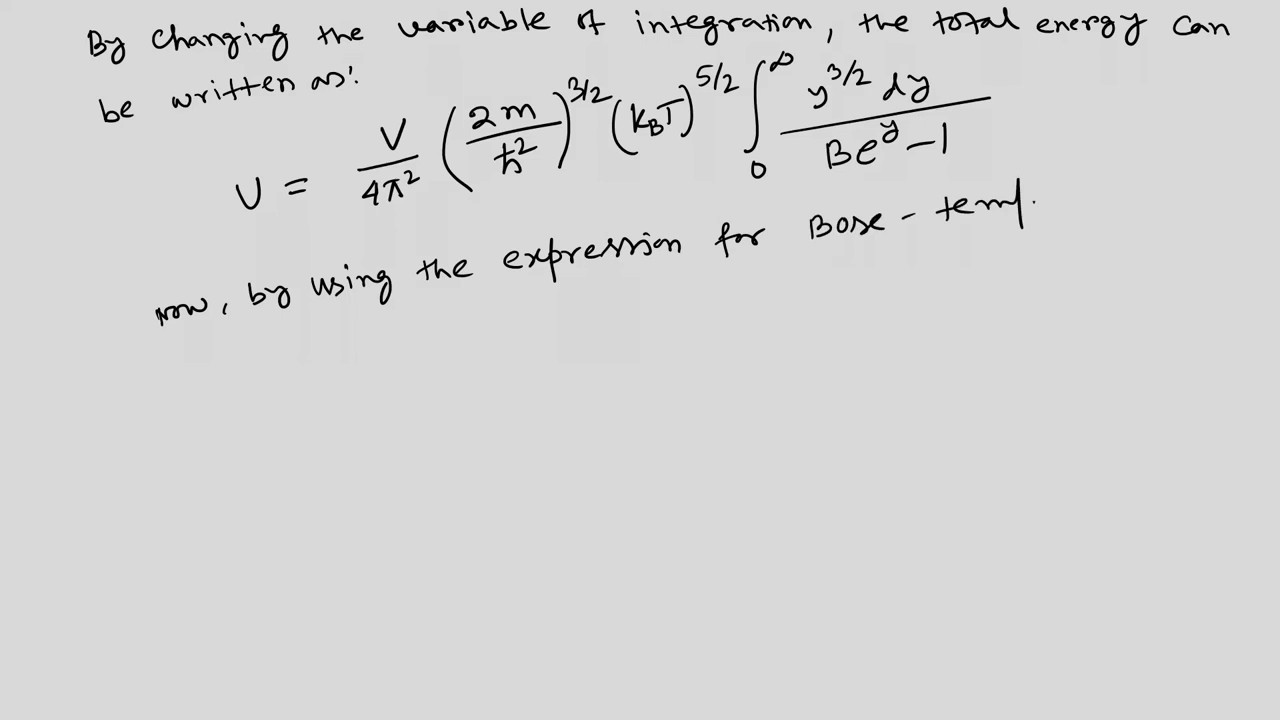 By changing the variable of integration, the total energy can
be written as:
U = V/4π² (2m/ħ²)^3/2 (k_BT)^5/2 ∫₀^∞ y^3/2 dy / Be^y − 1
now, by using the expression for Bose - temp.